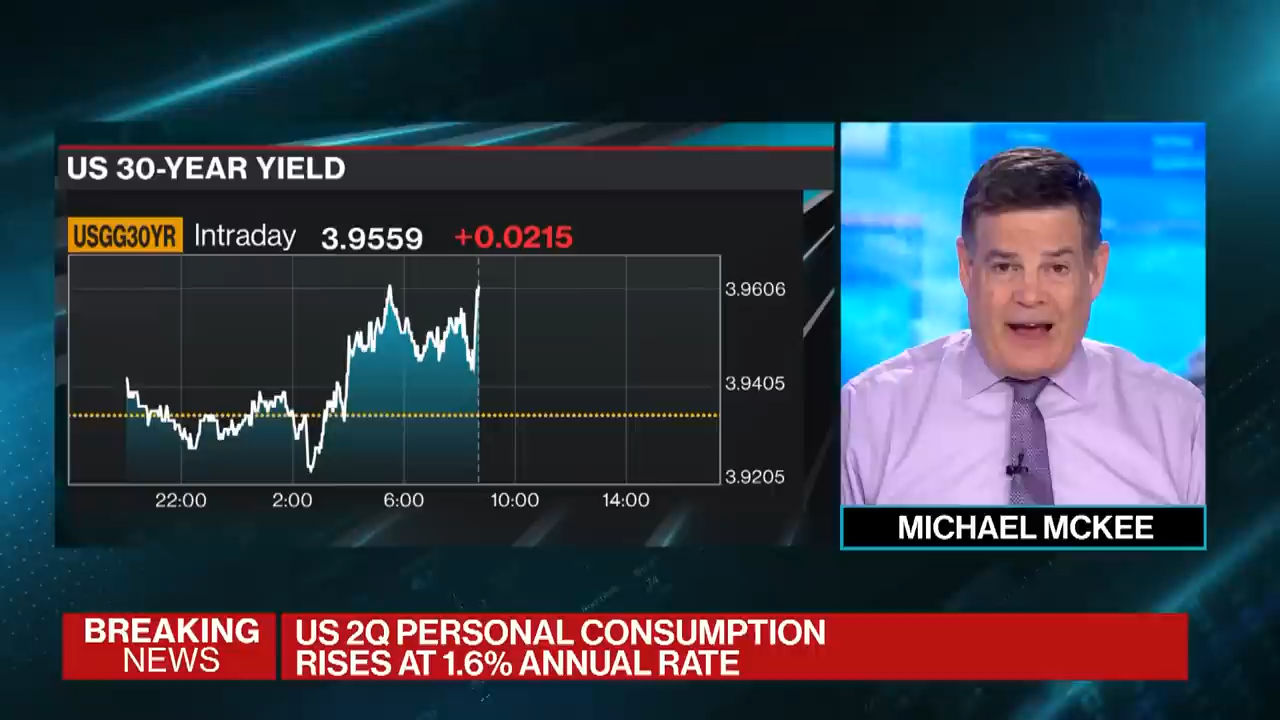 US 30-YEAR YIELD
USGG30YR Intraday 3.9559 +0.0215
3.9606
3.9405
3.9205
22:00 2:00 6:00 10:00 14:00
MICHAEL MCKEE
BREAKING
NEWS
US 2Q PERSONAL CONSUMPTION
RISES AT 1.6% ANNUAL RATE